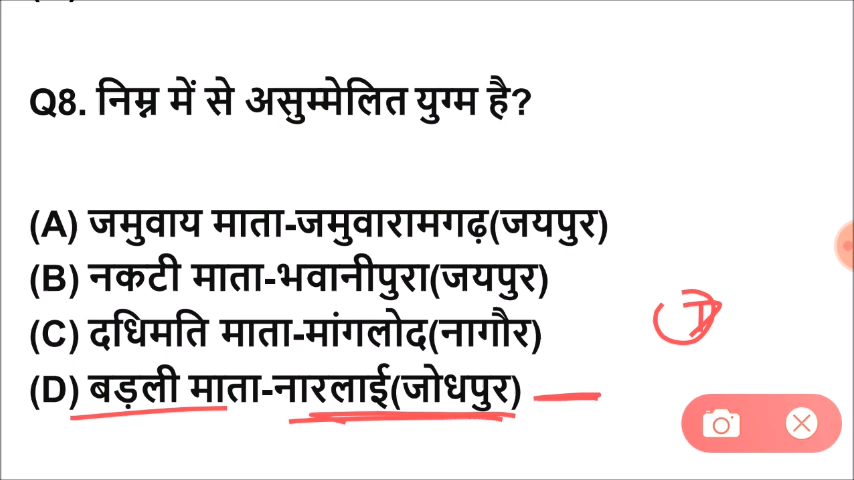 Q8. निम्न में से असुम्मेलित युग्म है?
(A) जमुवाय माता-जमुवारामगढ़(जयपुर)
(B) नकटी माता-भवानीपुरा(जयपुर)
(C) दधिमति माता-मांगलोद(नागौर)
(D) बड़ली माता-नारलाई(जोधपुर)